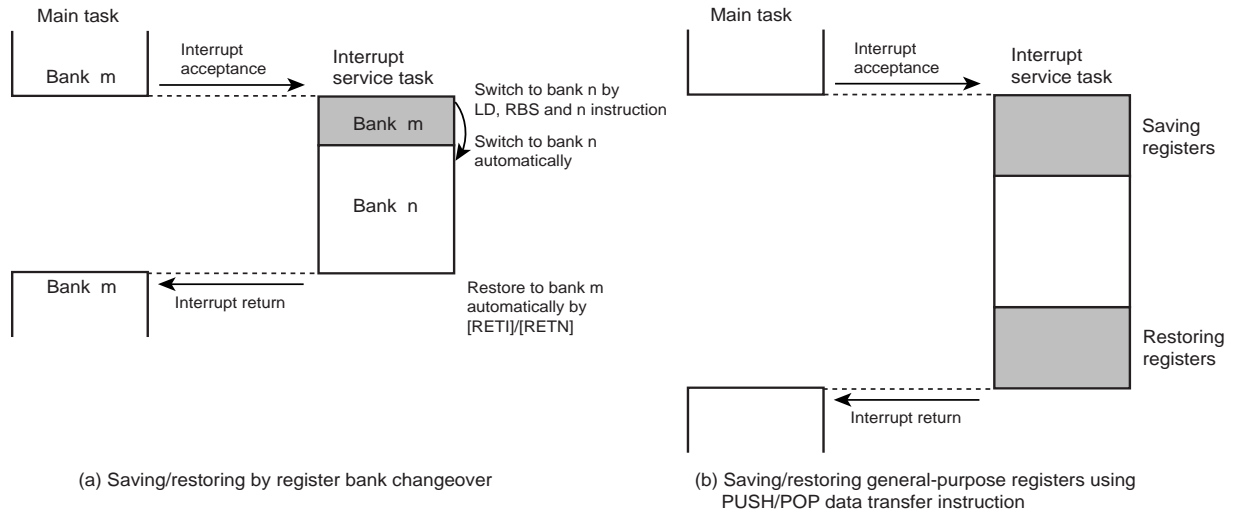 Main task
Bank m
Interrupt
acceptance
Interrupt
service task
Bank m
Switch to bank n by
LD, RBS and n instruction
Switch to bank n
automatically
Bank n
Bank m
Interrupt return
Restore to bank m
automatically by
[RETI]/[RETN]
(a) Saving/restoring by register bank changeover
Main task
Interrupt
acceptance
Interrupt
service task
Saving
registers
Restoring
registers
Interrupt return
(b) Saving/restoring general-purpose registers using
PUSH/POP data transfer instruction